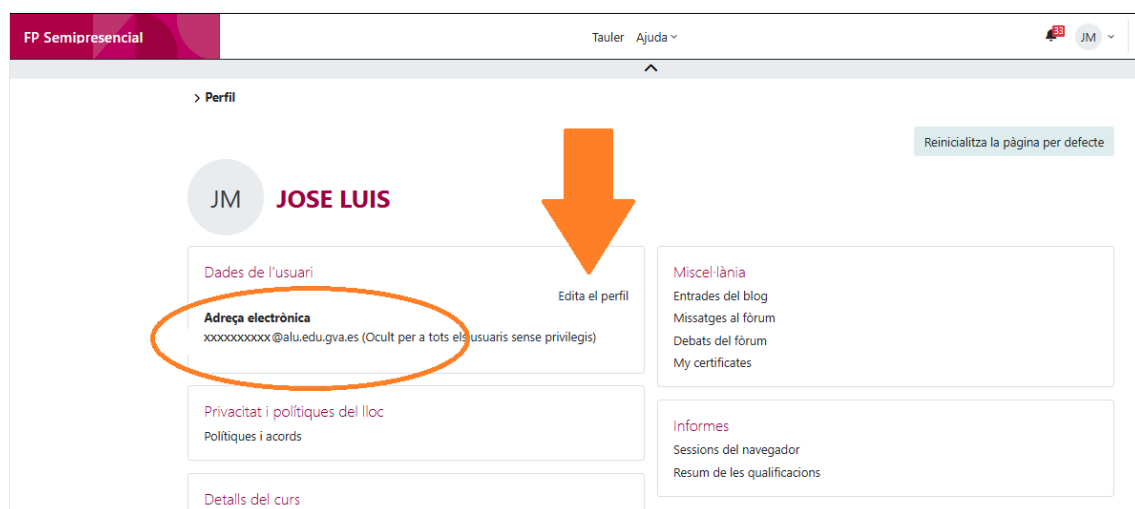 FP Semipresencial
Tauler Ajuda
33
JM
> Perfil
Reinicialitza la pàgina per defecte
JM
JOSE LUIS
Dades de l'usuari
Edita el perfil
Adreça electrònica
xxxxxxxxxx@alu.edu.gva.es (Ocult per a tots els usuaris sense privilegis)
Privacitat i polítiques del lloc
Polítiques i acords
Detalls del curs
Miscel·lània
Entrades del blog
Missatges al fòrum
Debats del fòrum
My certificates
Informes
Sessions del navegador
Resum de les qualificacions